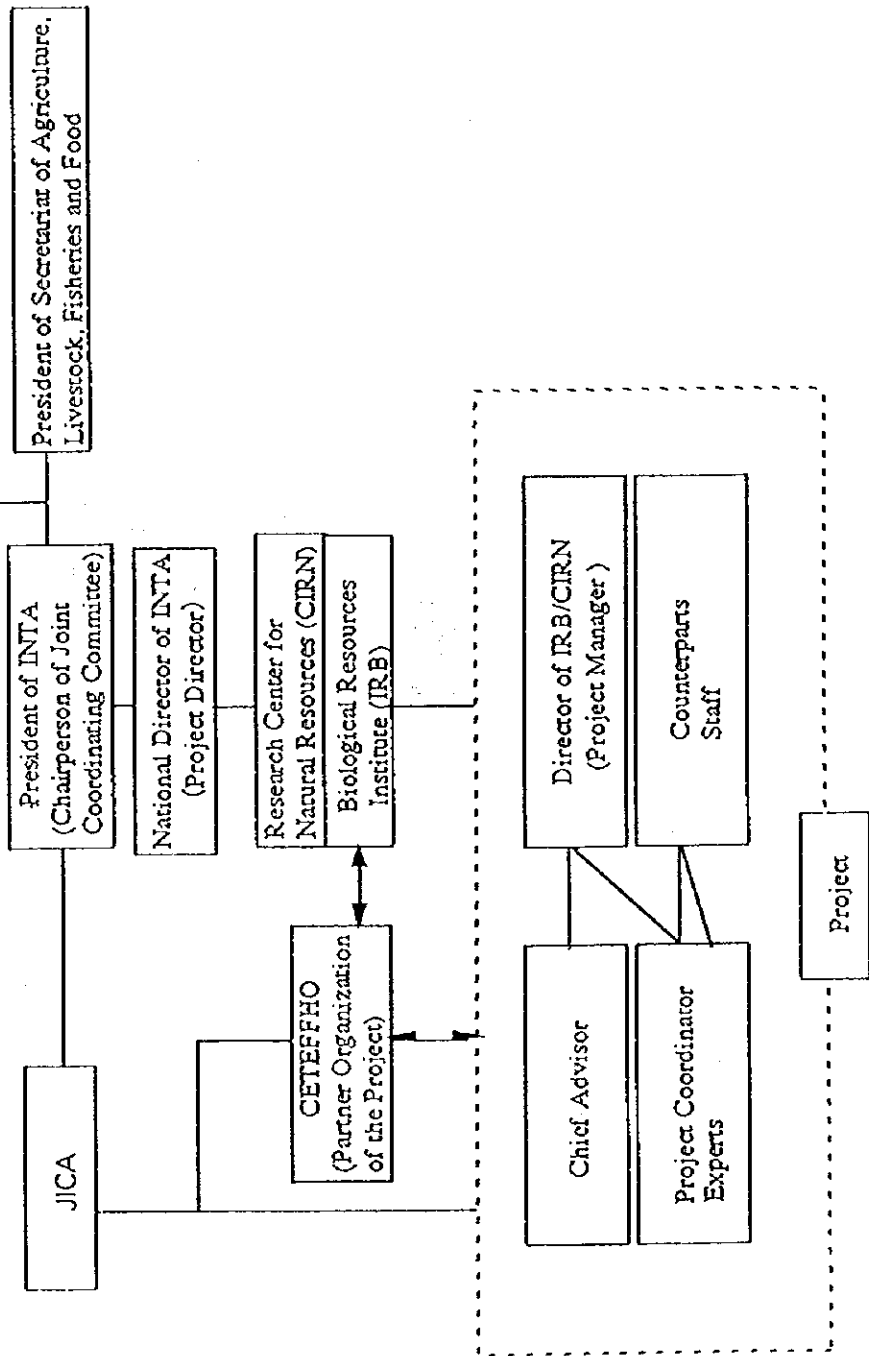 President of Secretariat of Agriculture,
Livestock, Fisheries and Food
President of INTA
(Chairperson of Joint
Coordinating Committee)
JICA
National Director of INTA
(Project Director)
Research Center for
Natural Resources (CIRN)
Biological Resources
Institute (IRB)
CETEFFHO
(Partner Organization
of the Project)
Chief Advisor
Director of IRB/CIRN
(Project Manager )
Project Coordinator
Experts
Counterparts
Staff
Project